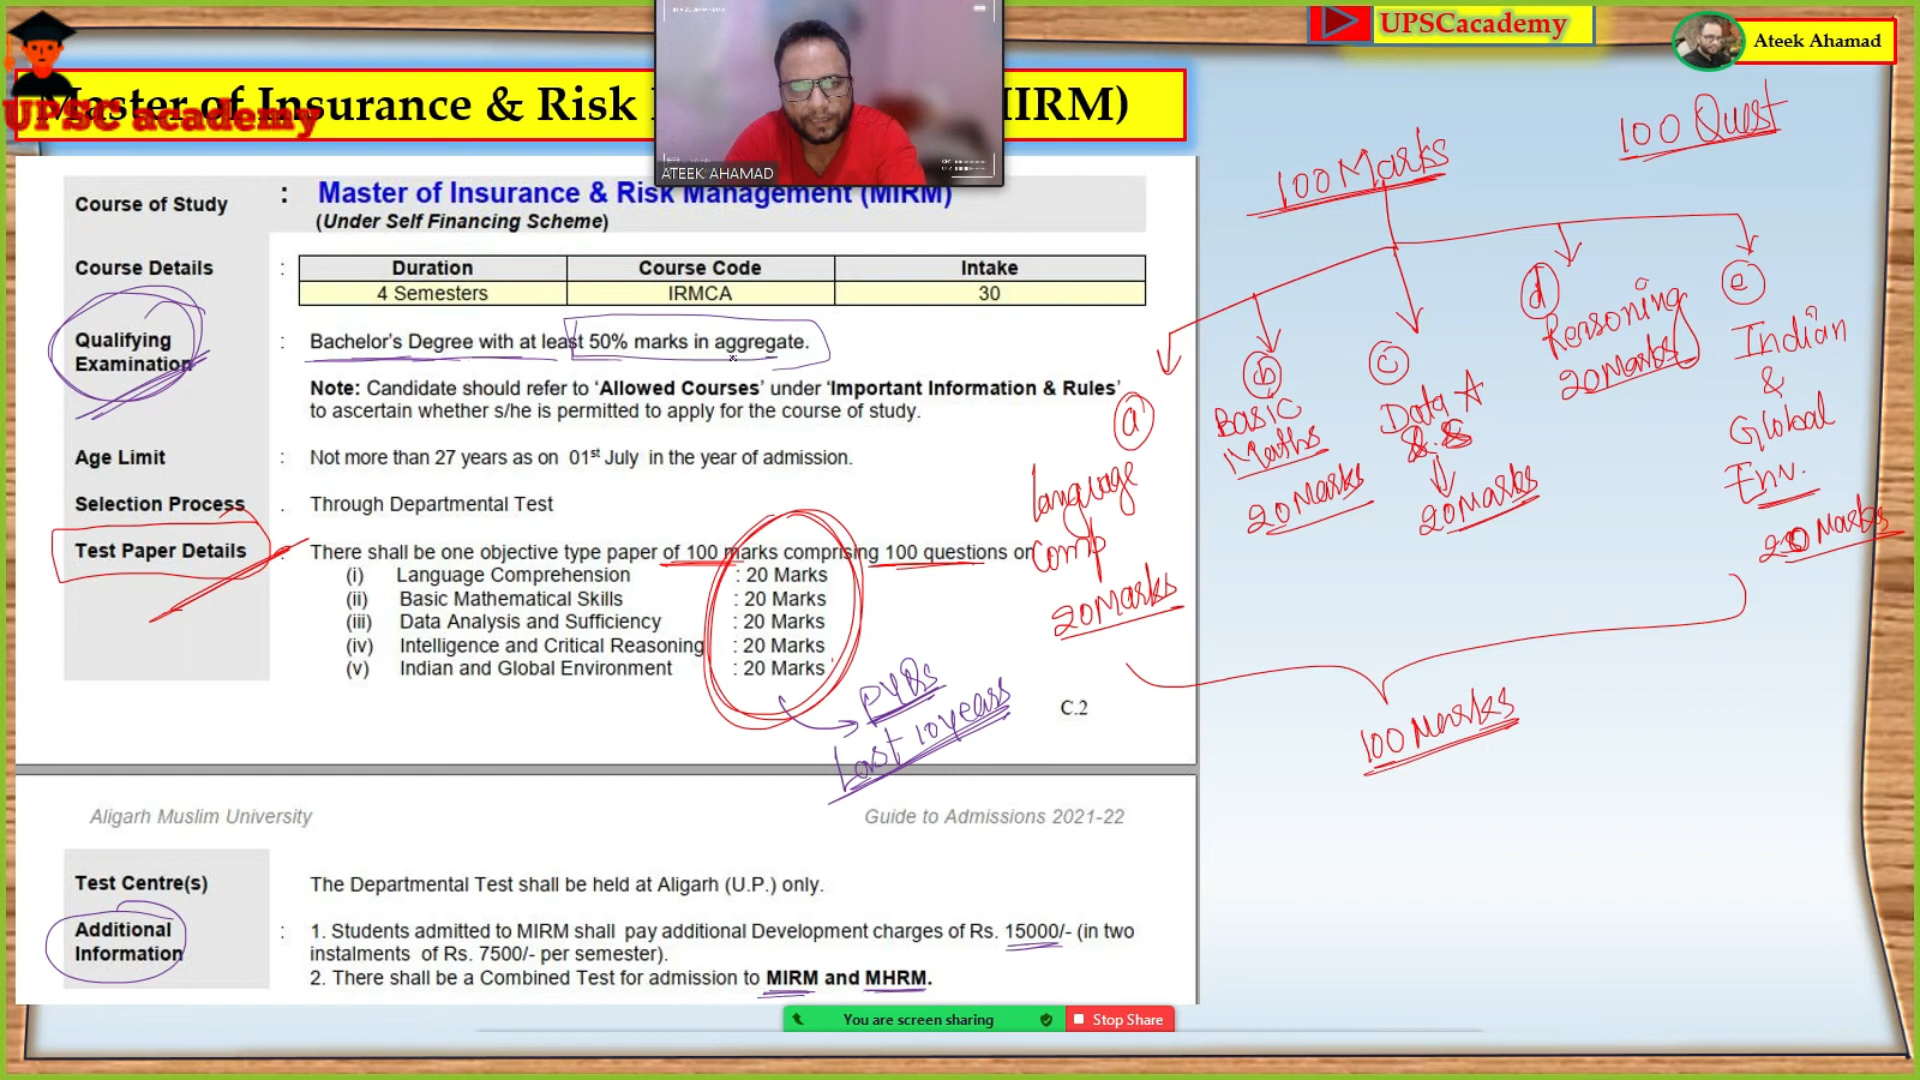 UPSCacademy
Ateek Ahamad
Master of Insurance & Risk
MIRM)
UPSC academy
ATEEK AHAMAD
Course of Study : Master of Insurance & Risk Management (MIRM)
(Under Self Financing Scheme)
Course Details :
Duration Course Code Intake
4 Semesters IRMCA 30
Qualifying Examination : Bachelor's Degree with at least 50% marks in aggregate.
Note: Candidate should refer to 'Allowed Courses' under 'Important Information & Rules'
to ascertain whether s/he is permitted to apply for the course of study.
Age Limit : Not more than 27 years as on 01st July in the year of admission.
Selection Process : Through Departmental Test
Test Paper Details : There shall be one objective type paper of 100 marks comprising 100 questions on
(i) Language Comprehension : 20 Marks
(ii) Basic Mathematical Skills : 20 Marks
(iii) Data Analysis and Sufficiency : 20 Marks
(iv) Intelligence and Critical Reasoning : 20 Marks
(v) Indian and Global Environment : 20 Marks
C.2
PYQs
Last 10 years
Aligarh Muslim University Guide to Admissions 2021-22
Test Centre(s) The Departmental Test shall be held at Aligarh (U.P.) only.
Additional Information : 1. Students admitted to MIRM shall pay additional Development charges of Rs. 15000/- (in two
instalments of Rs. 7500/- per semester).
2. There shall be a Combined Test for admission to MIRM and MHRM.
100 Marks
100 Quest
a
language
comp
20 Marks
b
Basic
Maths
20 Marks
c
Data A
& S
20 Marks
d
Reasoning
20 Marks
e
Indian
&
Global
Env.
20 Marks
100 Marks
You are screen sharing
Stop Share